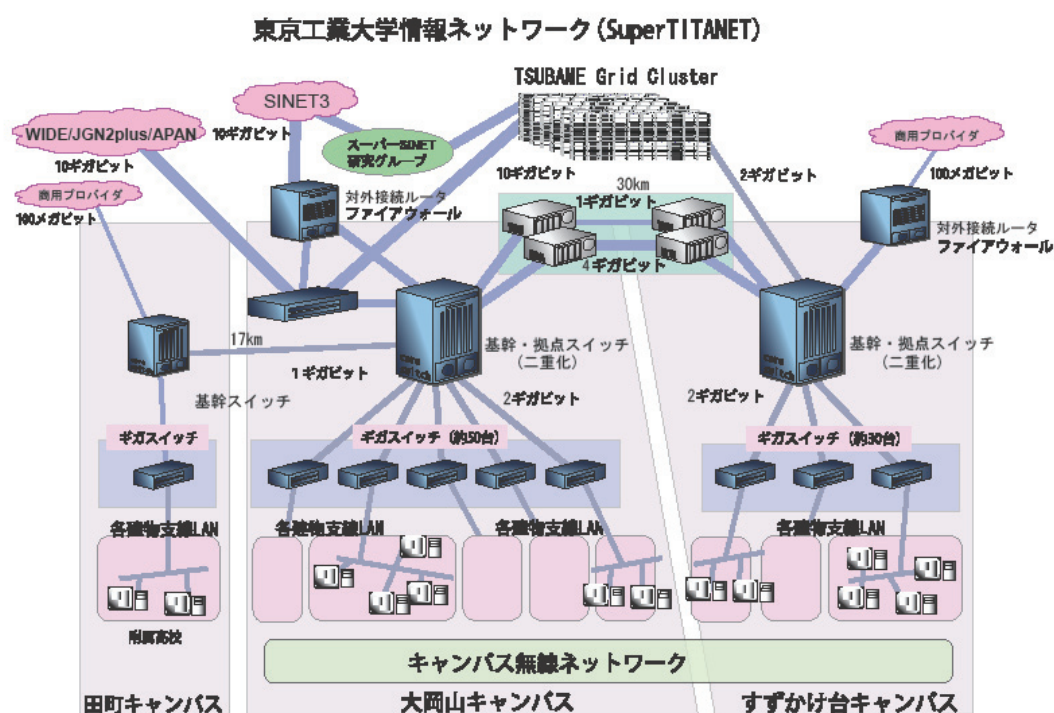 東京工業大学情報ネットワーク(SuperTITANET)
TSUBAME Grid Cluster
SINET3
WIDE/JGN2plus/APAN
10ギガビット
スーパーSINET
研究グループ
商用プロバイダ
10ギガビット
10ギガビット
2ギガビット
100メガビット
商用プロバイダ
100メガビット
対外接続ルータ
ファイアウォール
30km
1ギガビット
4ギガビット
対外接続ルータ
ファイアウォール
17km
1ギガビット
基幹・拠点スイッチ
(二重化)
基幹・拠点スイッチ
(二重化)
基幹スイッチ
2ギガビット
2ギガビット
ギガスイッチ
ギガスイッチ (約50台)
ギガスイッチ (約30台)
各建物支線LAN
各建物支線LAN
各建物支線LAN
各建物支線LAN
附属高校
キャンパス無線ネットワーク
田町キャンパス
大岡山キャンパス
すずかけ台キャンパス